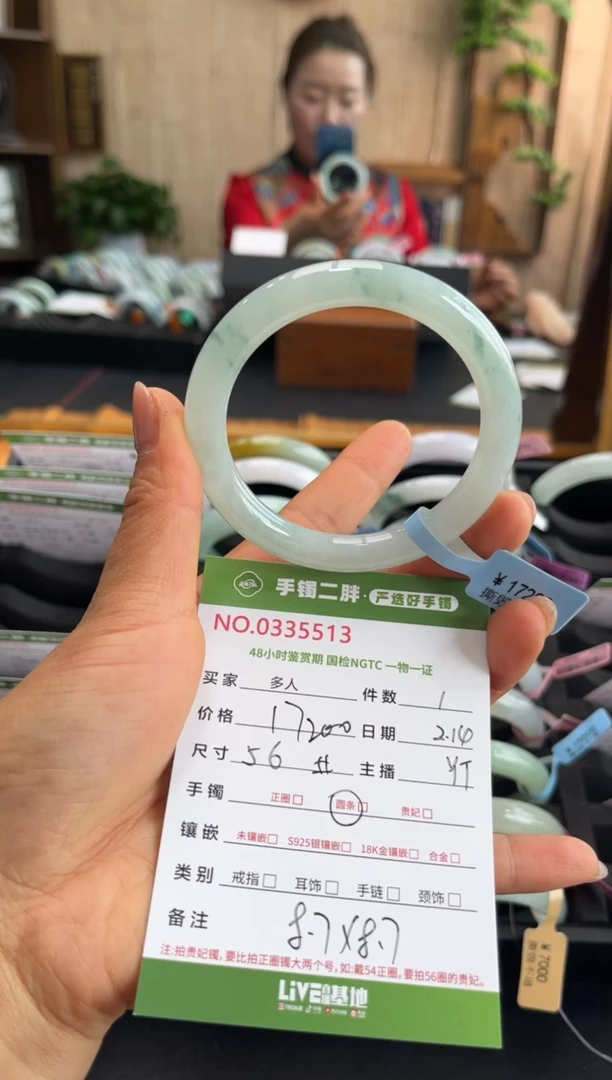 手镯二胖·严选好手镯
NO.0335513
48小时鉴赏期 国检NGTC 一物一证
买家 多人 件数 1
价格 17200 日期 2.14
尺寸 56 主播 YT
手镯 正圈□ 圆条□ 贵妃□
镶嵌 未镶嵌□ S925银镶嵌□ 18K金镶嵌□ 合金□
类别 戒指□ 耳饰□ 手链□ 颈饰□
备注 8.7X8.7
注:拍贵妃镯,要比拍正圈镯大两个号,如:戴54正圈,要拍56圈的贵妃。
LiVE 基地
¥7000